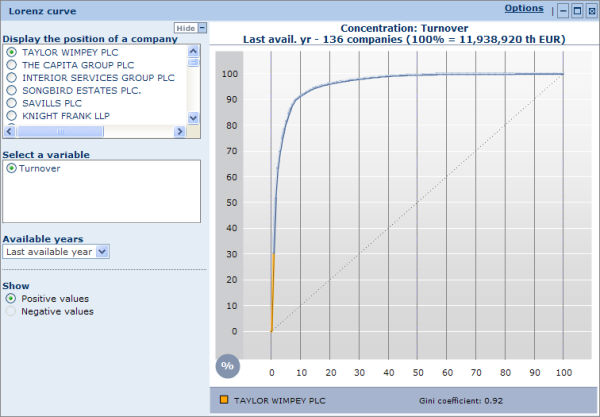 Lorenz curve
Options
Hide
Display the position of a company
TAYLOR WIMPEY PLC
THE CAPITA GROUP PLC
INTERIOR SERVICES GROUP PLC
SONGBIRD ESTATES PLC.
SAVILLS PLC
KNIGHT FRANK LLP
Select a variable
Turnover
Available years
Last available year
Show
Positive values
Negative values
Concentration: Turnover
Last avail. yr - 136 companies (100% = 11,938,920 th EUR)
100
90
80
70
60
50
40
30
20
10
0
%
0 10 20 30 40 50 60 70 80 90 100
TAYLOR WIMPEY PLC Gini coefficient: 0.92